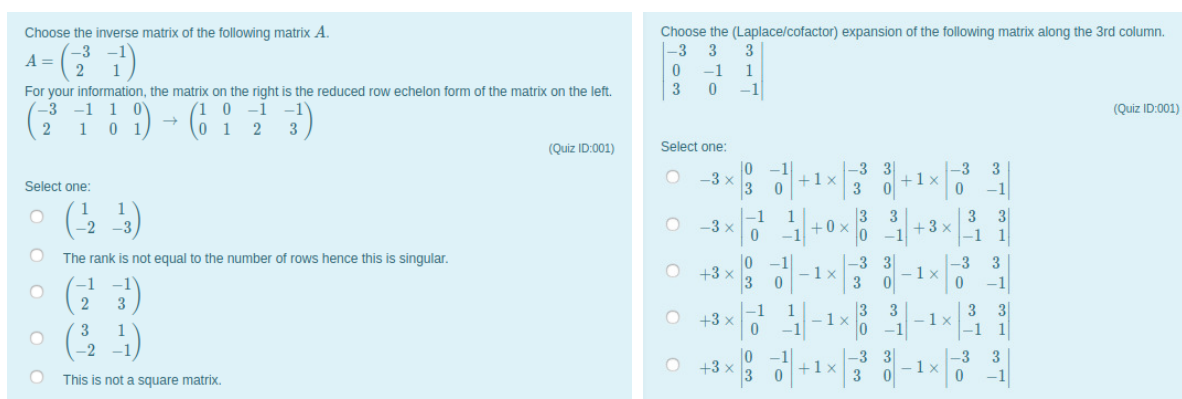 Choose the inverse matrix of the following matrix A.
A = (−3 −1
2 1)
For your information, the matrix on the right is the reduced row echelon form of the matrix on the left.
(−3 −1 1 0
2 1 0 1) → (1 0 −1 −1
0 1 2 3)
(Quiz ID:001)
Select one:
(1 1
−2 −3)
The rank is not equal to the number of rows hence this is singular.
(−1 −1
2 3)
(3 1
−2 −1)
This is not a square matrix.
Choose the (Laplace/cofactor) expansion of the following matrix along the 3rd column.
|−3 3 3|
|0 −1 1|
|3 0 −1|
(Quiz ID:001)
Select one:
−3 × |0 −1| + 1 × |−3 3| + 1 × |−3 3|
|3 0| |3 0| |0 −1|
−3 × |−1 1| + 0 × |3 3| + 3 × |3 3|
|0 −1| |0 −1| |−1 1|
+3 × |0 −1| − 1 × |−3 3| − 1 × |−3 3|
|3 0| |3 0| |0 −1|
+3 × |−1 1| − 1 × |3 3| − 1 × |3 3|
|0 −1| |0 −1| |−1 1|
+3 × |0 −1| + 1 × |−3 3| − 1 × |−3 3|
|3 0| |3 0| |0 −1|